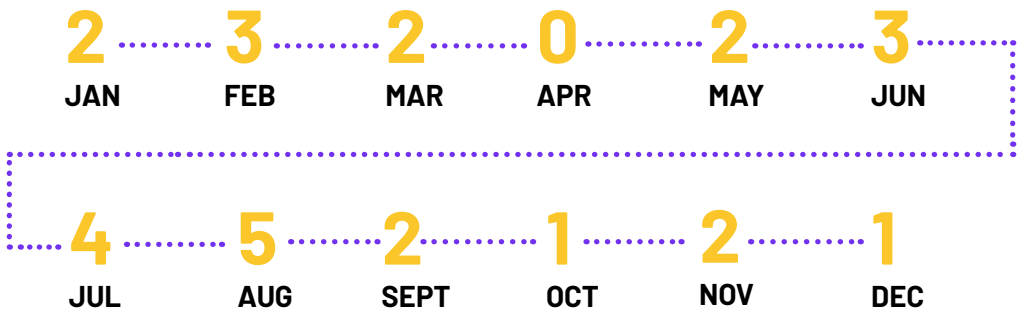 2 3 2 0 2 3
JAN FEB MAR APR MAY JUN
4 5 2 1 2 1
JUL AUG SEPT OCT NOV DEC